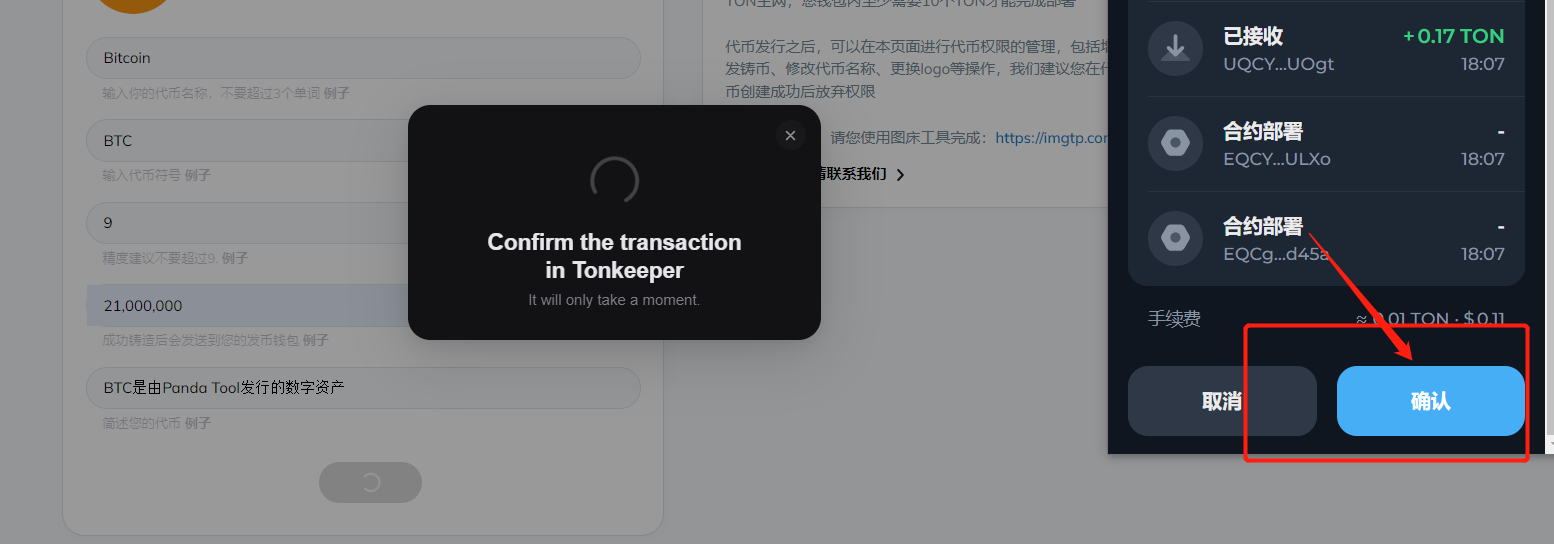 Bitcoin
输入你的代币名称，不要超过3个单词 例子
BTC
输入代币符号 例子
9
精度建议不要超过9. 例子
21,000,000
成功铸造后会发送到您的发币钱包 例子
BTC是由Panda Tool发行的数字资产
简述您的代币 例子
TON主网，您钱包内至少需要10个TON才能完成部署
代币发行之后，可以在本页面进行代币权限的管理，包括增
发铸币、修改代币名称、更换logo等操作，我们建议您在代
币创建成功后放弃权限
请您使用图床工具完成：https://imgtp.com
请联系我们
Confirm the transaction
in Tonkeeper
It will only take a moment.
已接收 +0.17 TON
UQCY...UOgt 18:07
合约部署 -
EQCY...ULXo 18:07
合约部署 -
EQCg...d45a 18:07
手续费 ≈ 0.01 TON · $0.11
取消 确认